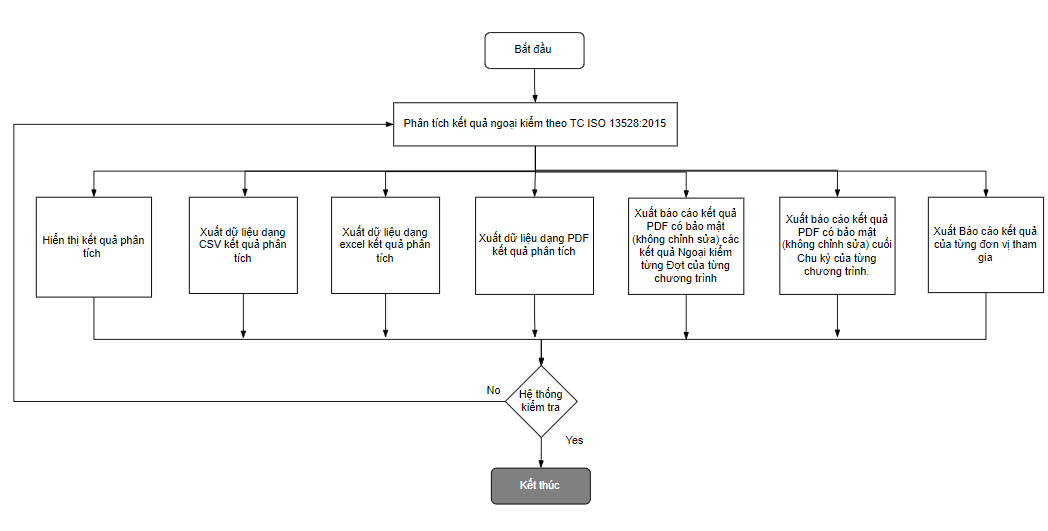 Bắt đầu
Phân tích kết quả ngoại kiểm theo TC ISO 13528:2015
Hiển thị kết quả phân
tích
Xuất dữ liệu dạng
CSV kết quả phân
tích
Xuất dữ liệu dạng
excel kết quả phân
tích
Xuất dữ liệu dạng PDF
kết quả phân tích
Xuất báo cáo kết quả
PDF có bảo mật
(không chỉnh sửa) các
kết quả Ngoại kiểm
từng Đợt của từng
chương trình
Xuất báo cáo kết quả
PDF có bảo mật
(không chỉnh sửa) cuối
Chu kỳ của từng
chương trình.
Xuất Báo cáo kết quả
của từng đơn vị tham
gia
No
Hệ thống
kiểm tra
Yes
Kết thúc